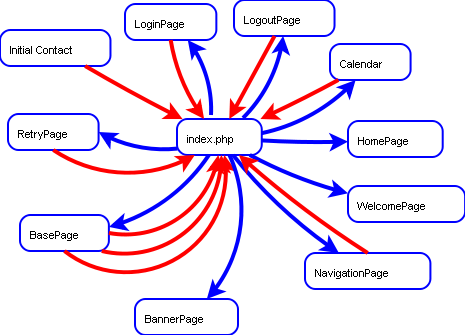 LoginPage
LogoutPage
Initial Contact
Calendar
RetryPage
index.php
HomePage
WelcomePage
BasePage
NavigationPage
BannerPage